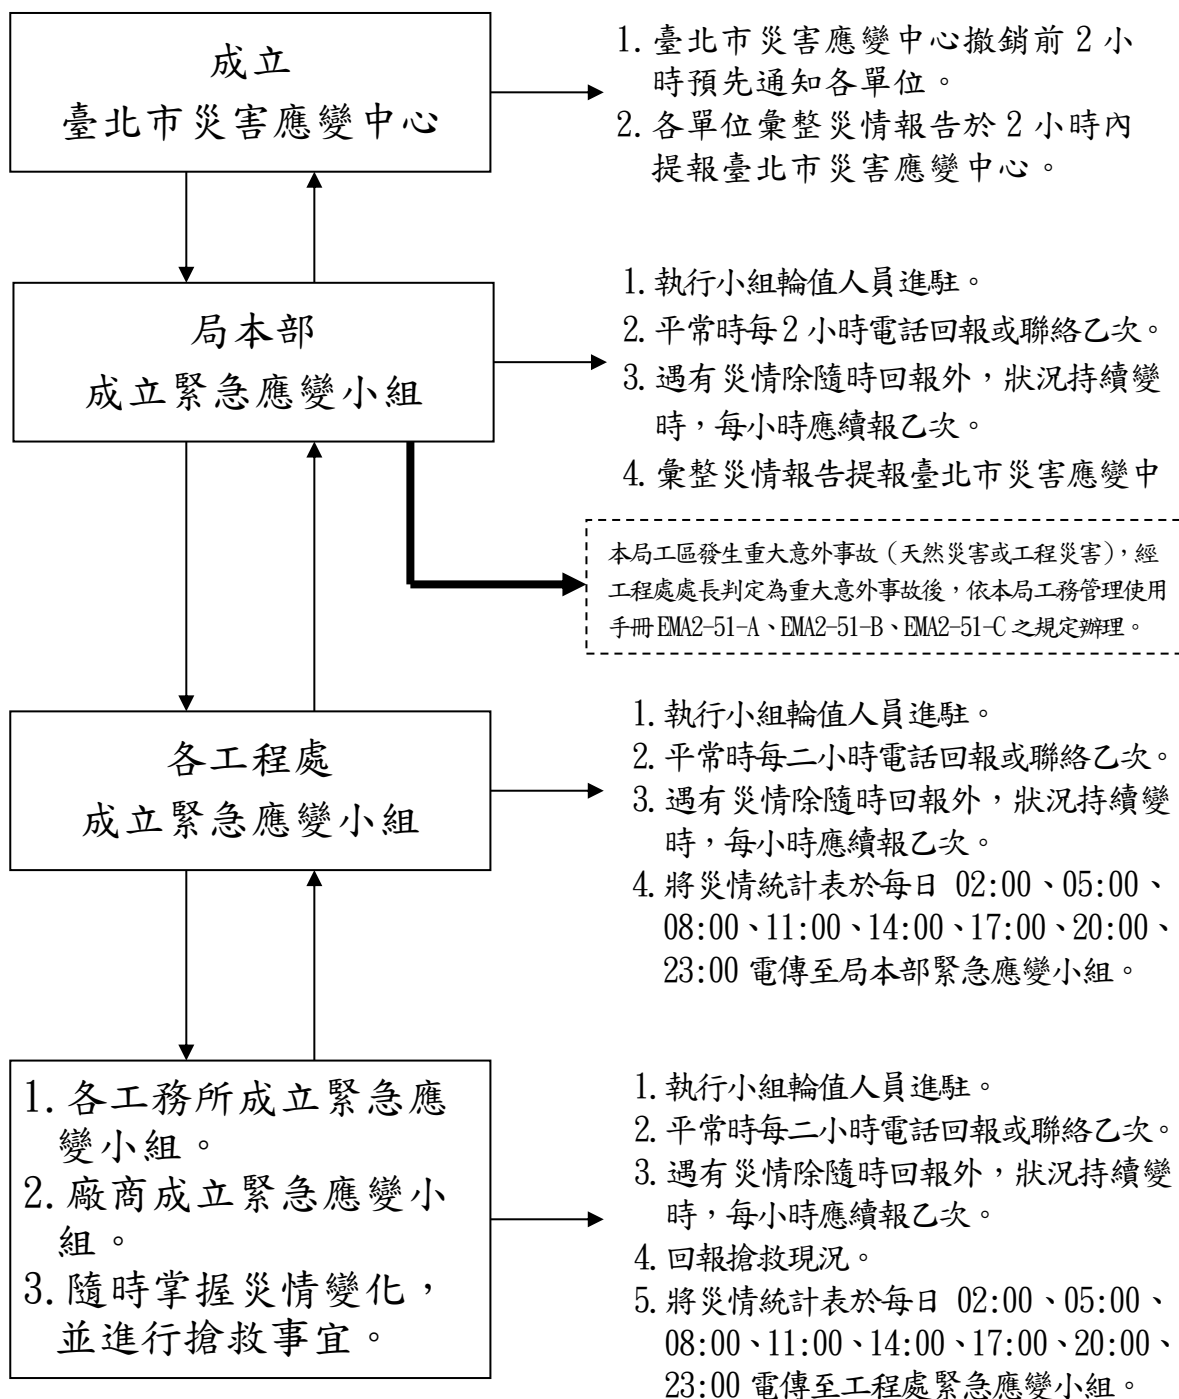 成立
臺北市災害應變中心
1. 臺北市災害應變中心撤銷前 2 小
時預先通知各單位。
2. 各單位彙整災情報告於 2 小時內
提報臺北市災害應變中心。
局本部
成立緊急應變小組
1. 執行小組輪值人員進駐。
2. 平常時每 2 小時電話回報或聯絡乙次。
3. 遇有災情除隨時回報外，狀況持續變
時，每小時應續報乙次。
4. 彙整災情報告提報臺北市災害應變中
本局工區發生重大意外事故（天然災害或工程災害），經
工程處處長判定為重大意外事故後，依本局工務管理使用
手冊 EMA2-51-A、EMA2-51-B、EMA2-51-C 之規定辦理。
各工程處
成立緊急應變小組
1. 執行小組輪值人員進駐。
2. 平常時每二小時電話回報或聯絡乙次。
3. 遇有災情除隨時回報外，狀況持續變
時，每小時應續報乙次。
4. 將災情統計表於每日 02:00、05:00、
08:00、11:00、14:00、17:00、20:00、
23:00 電傳至局本部緊急應變小組。
1. 各工務所成立緊急應
變小組。
2. 廠商成立緊急應變小
組。
3. 隨時掌握災情變化，
並進行搶救事宜。
1. 執行小組輪值人員進駐。
2. 平常時每二小時電話回報或聯絡乙次。
3. 遇有災情除隨時回報外，狀況持續變
時，每小時應續報乙次。
4. 回報搶救現況。
5. 將災情統計表於每日 02:00、05:00、
08:00、11:00、14:00、17:00、20:00、
23:00 電傳至工程處緊急應變小組。